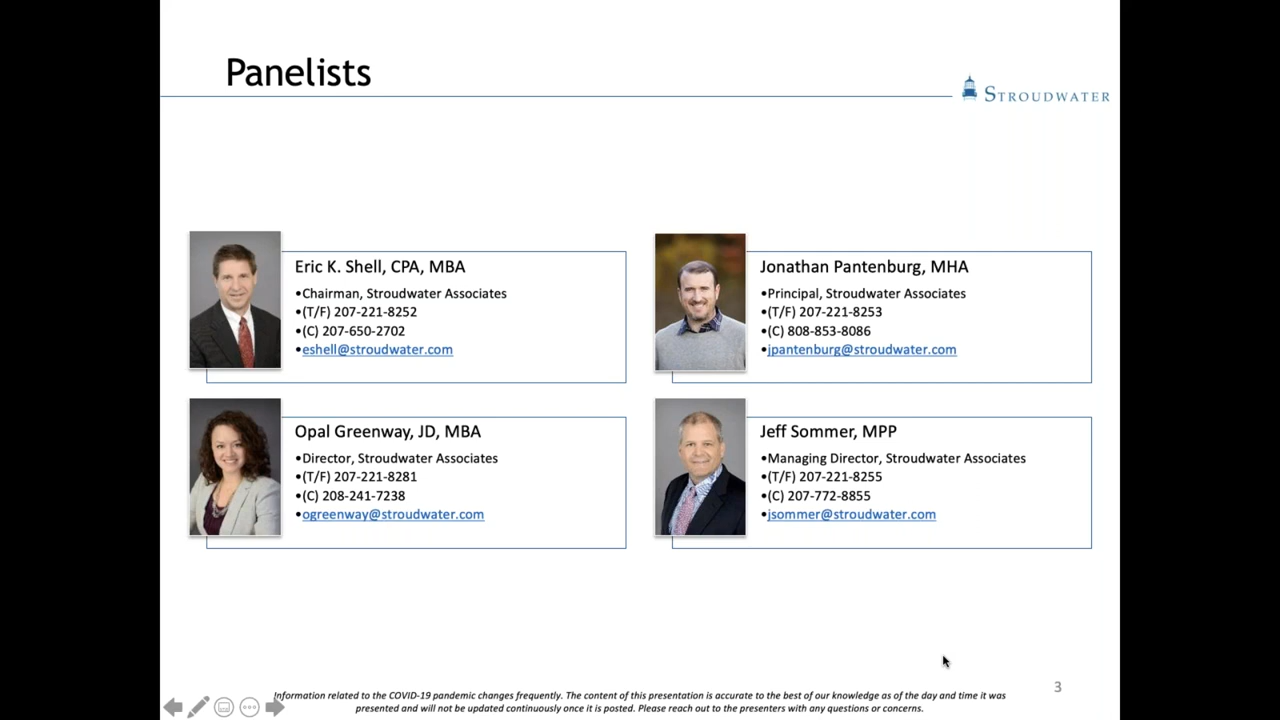 Panelists
STROUDWATER
Eric K. Shell, CPA, MBA
•Chairman, Stroudwater Associates
•(T/F) 207-221-8252
•(C) 207-650-2702
•eshell@stroudwater.com
Jonathan Pantenburg, MHA
•Principal, Stroudwater Associates
•(T/F) 207-221-8253
•(C) 808-853-8086
•jpantenburg@stroudwater.com
Opal Greenway, JD, MBA
•Director, Stroudwater Associates
•(T/F) 207-221-8281
•(C) 208-241-7238
•ogreenway@stroudwater.com
Jeff Sommer, MPP
•Managing Director, Stroudwater Associates
•(T/F) 207-221-8255
•(C) 207-772-8855
•jsommer@stroudwater.com
Information related to the COVID-19 pandemic changes frequently. The content of this presentation is accurate to the best of our knowledge as of the day and time it was
presented and will not be updated continuously once it is posted. Please reach out to the presenters with any questions or concerns.
3